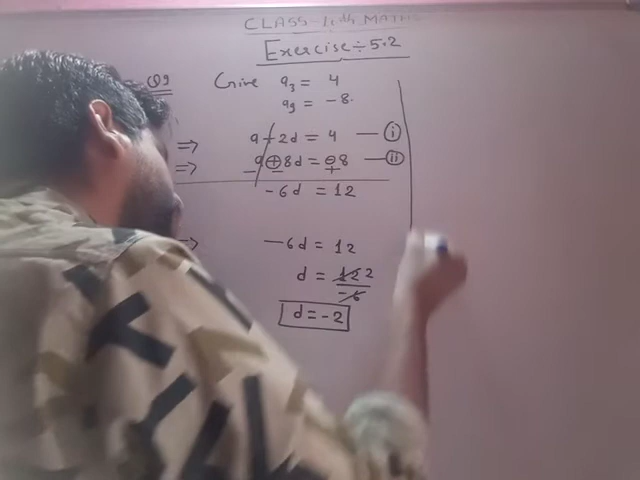 CLASS 10th MATHS
Exercise ÷ 5.2
Q9 Give a₃ = 4
a₉ = -8.
⇒ a + 2d = 4 — (i)
⇒ a + 8d = -8 — (ii)
- - +
-6d = 12
⇒ -6d = 12
d = 12 2
-6
d = -2